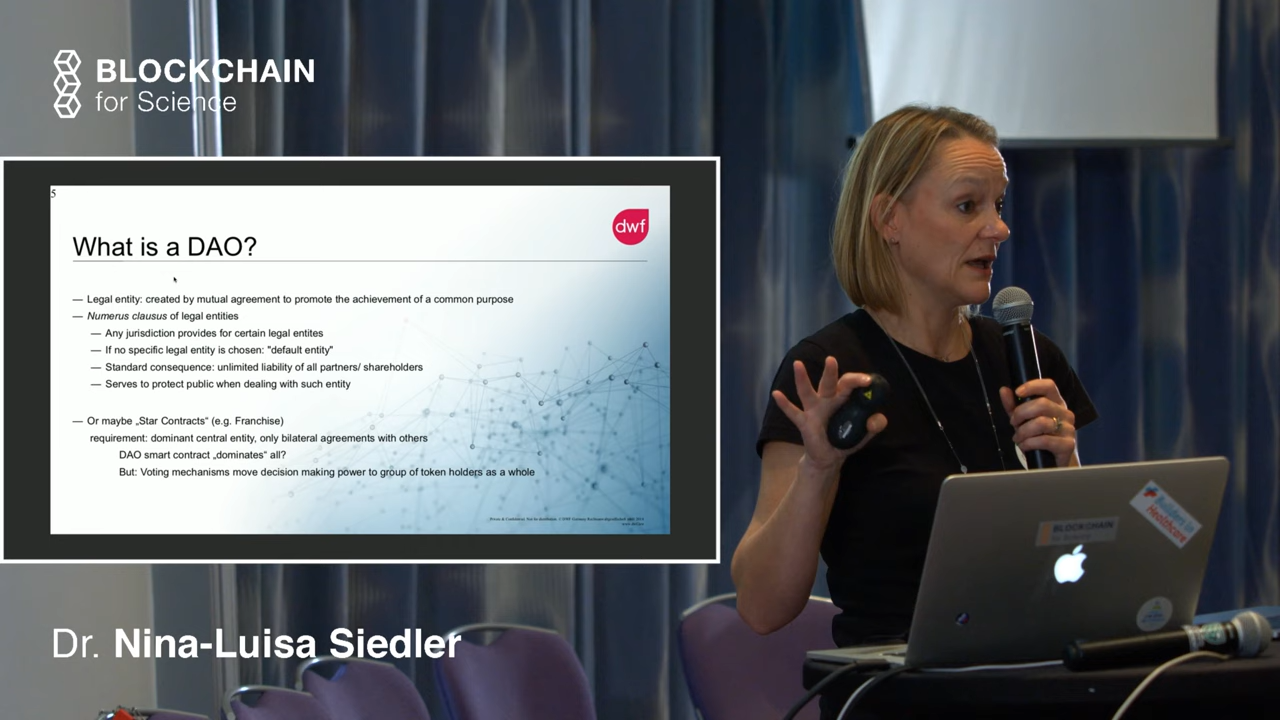 BLOCKCHAIN
for Science
5
dwf
What is a DAO?
— Legal entity: created by mutual agreement to promote the achievement of a common purpose
— Numerus clausus of legal entities
— Any jurisdiction provides for certain legal entites
— If no specific legal entity is chosen: "default entity"
— Standard consequence: unlimited liability of all partners/ shareholders
— Serves to protect public when dealing with such entity
— Or maybe „Star Contracts“ (e.g. Franchise)
requirement: dominant central entity, only bilateral agreements with others
DAO smart contract „dominates“ all?
But: Voting mechanisms move decision making power to group of token holders as a whole
BLOCKCHAIN
for Science
Builders in
Healthcare
Dr. Nina-Luisa Siedler